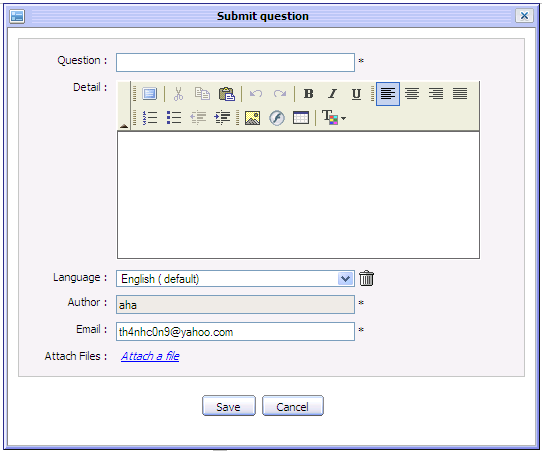 Submit question
Question : *
Detail :
B I U
T
Language : English ( default)
Author : aha *
Email : th4nhc0n9@yahoo.com *
Attach Files : Attach a file
Save Cancel